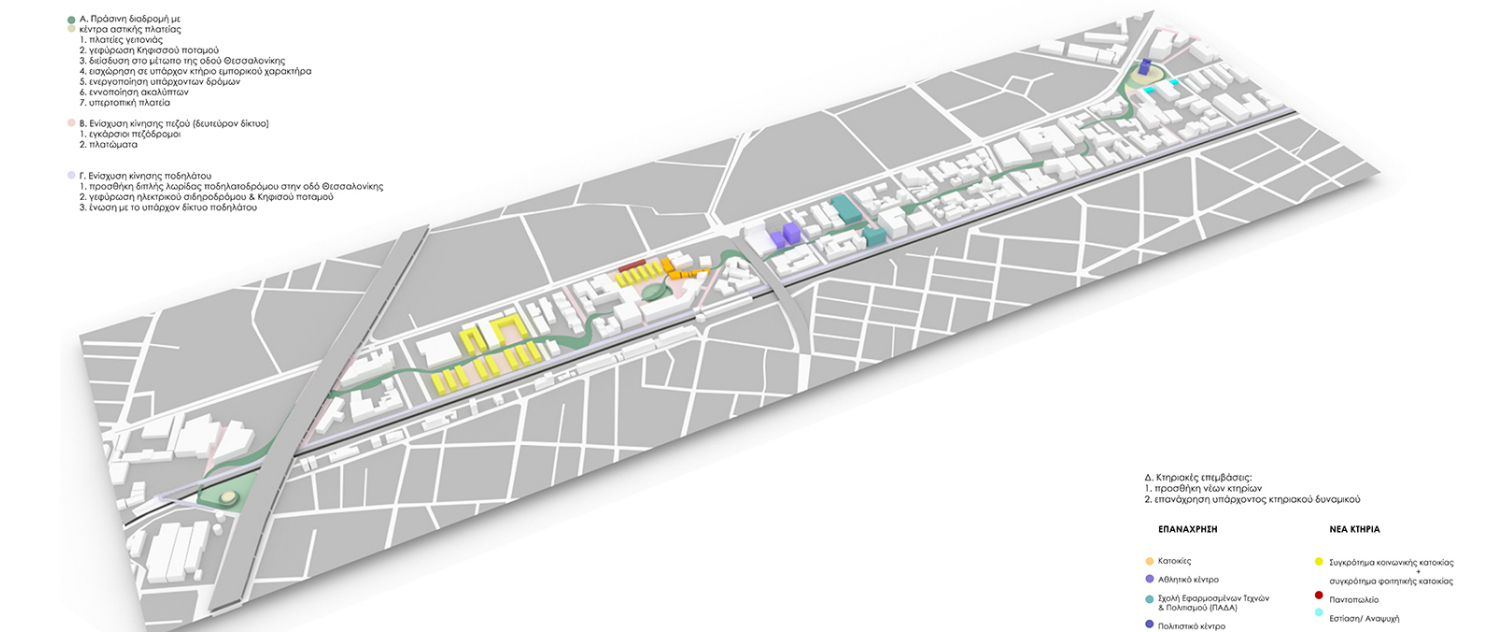 Α. Πράσινη διαδρομή με
κέντρα αστικής πλατείας
1. πλατείες γειτονιάς
2. γεφύρωση Κηφισσού ποταμού
3. διείσδυση στο μέτωπο της οδού Θεσσαλονίκης
4. εισχώρηση σε υπάρχον κτήριο εμπορικού χαρακτήρα
5. ενεργοποίηση υπάρχοντων δρόμων
6. εννοποίηση ακαλύπτων
7. υπερτοπική πλατεία
Β. Ενίσχυση κίνησης πεζού (δευτερύον δίκτυο)
1. εγκάρσιοι πεζόδρομοι
2. πλατώματα
Γ. Ενίσχυση κίνησης ποδηλάτου
1. προσθήκη διπλής λωρίδας ποδηλατοδρόμου στην οδό Θεσσαλονίκης
2. γεφύρωση ηλεκτρικού σιδηροδρόμου & Κηφισού ποταμού
3. ένωση με το υπάρχον δίκτυο ποδηλάτου
Δ. Κτηριακές επεμβάσεις:
1. προσθήκη νέων κτηρίων
2. επανάχρηση υπάρχοντος κτηριακού δυναμικού
ΕΠΑΝΑΧΡΗΣΗ
Κατοικίες
Αθλητικό κέντρο
Σχολή Εφαρμοσμένων Τεχνών
& Πολιτισμού (ΠΑΔΑ)
Πολιτιστικό κέντρο
ΝΕΑ ΚΤΗΡΙΑ
Συγκρότημα κοινωνικής κατοικίας
+
συγκρότημα φοιτητικής κατοικίας
Παντοπωλείο
Εστίαση/ Αναψυχή